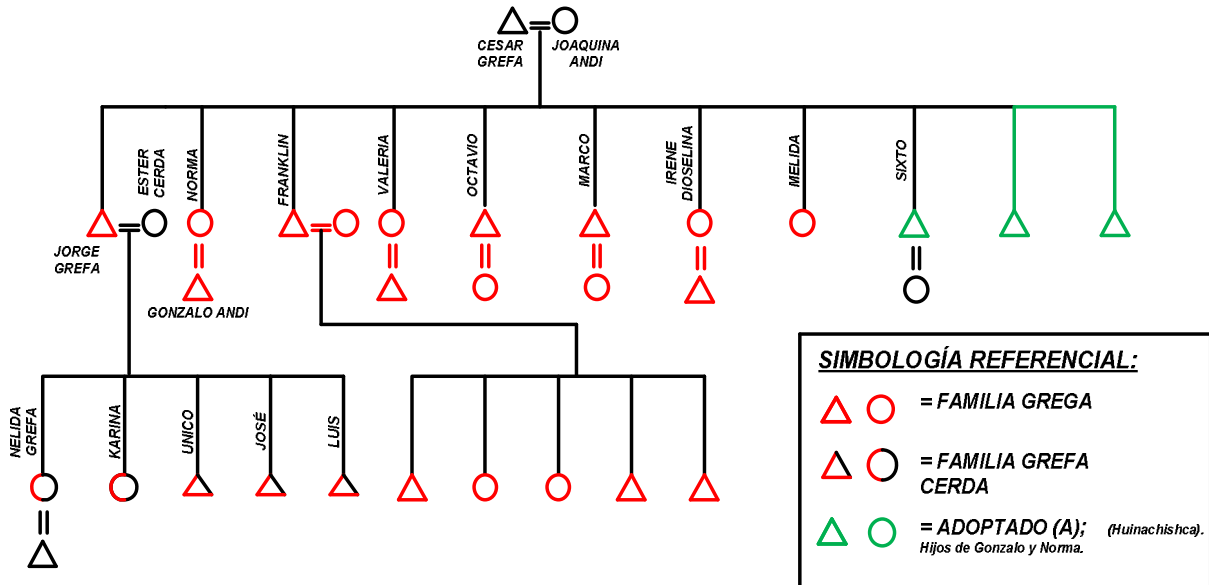 CESAR
GREFA
JOAQUINA
ANDI
ESTER
CERDA
NORMA
FRANKLIN
VALERIA
OCTAVIO
MARCO
IRENE
DIOSELINA
MELIDA
SIXTO
JORGE
GREFA
GONZALO ANDI
NELIDA
GREFA
KARINA
UNICO
JOSÉ
LUIS
SIMBOLOGÍA REFERENCIAL:
= FAMILIA GREGA
= FAMILIA GREFA
CERDA
= ADOPTADO (A); (Huinachishca).
Hijos de Gonzalo y Norma.